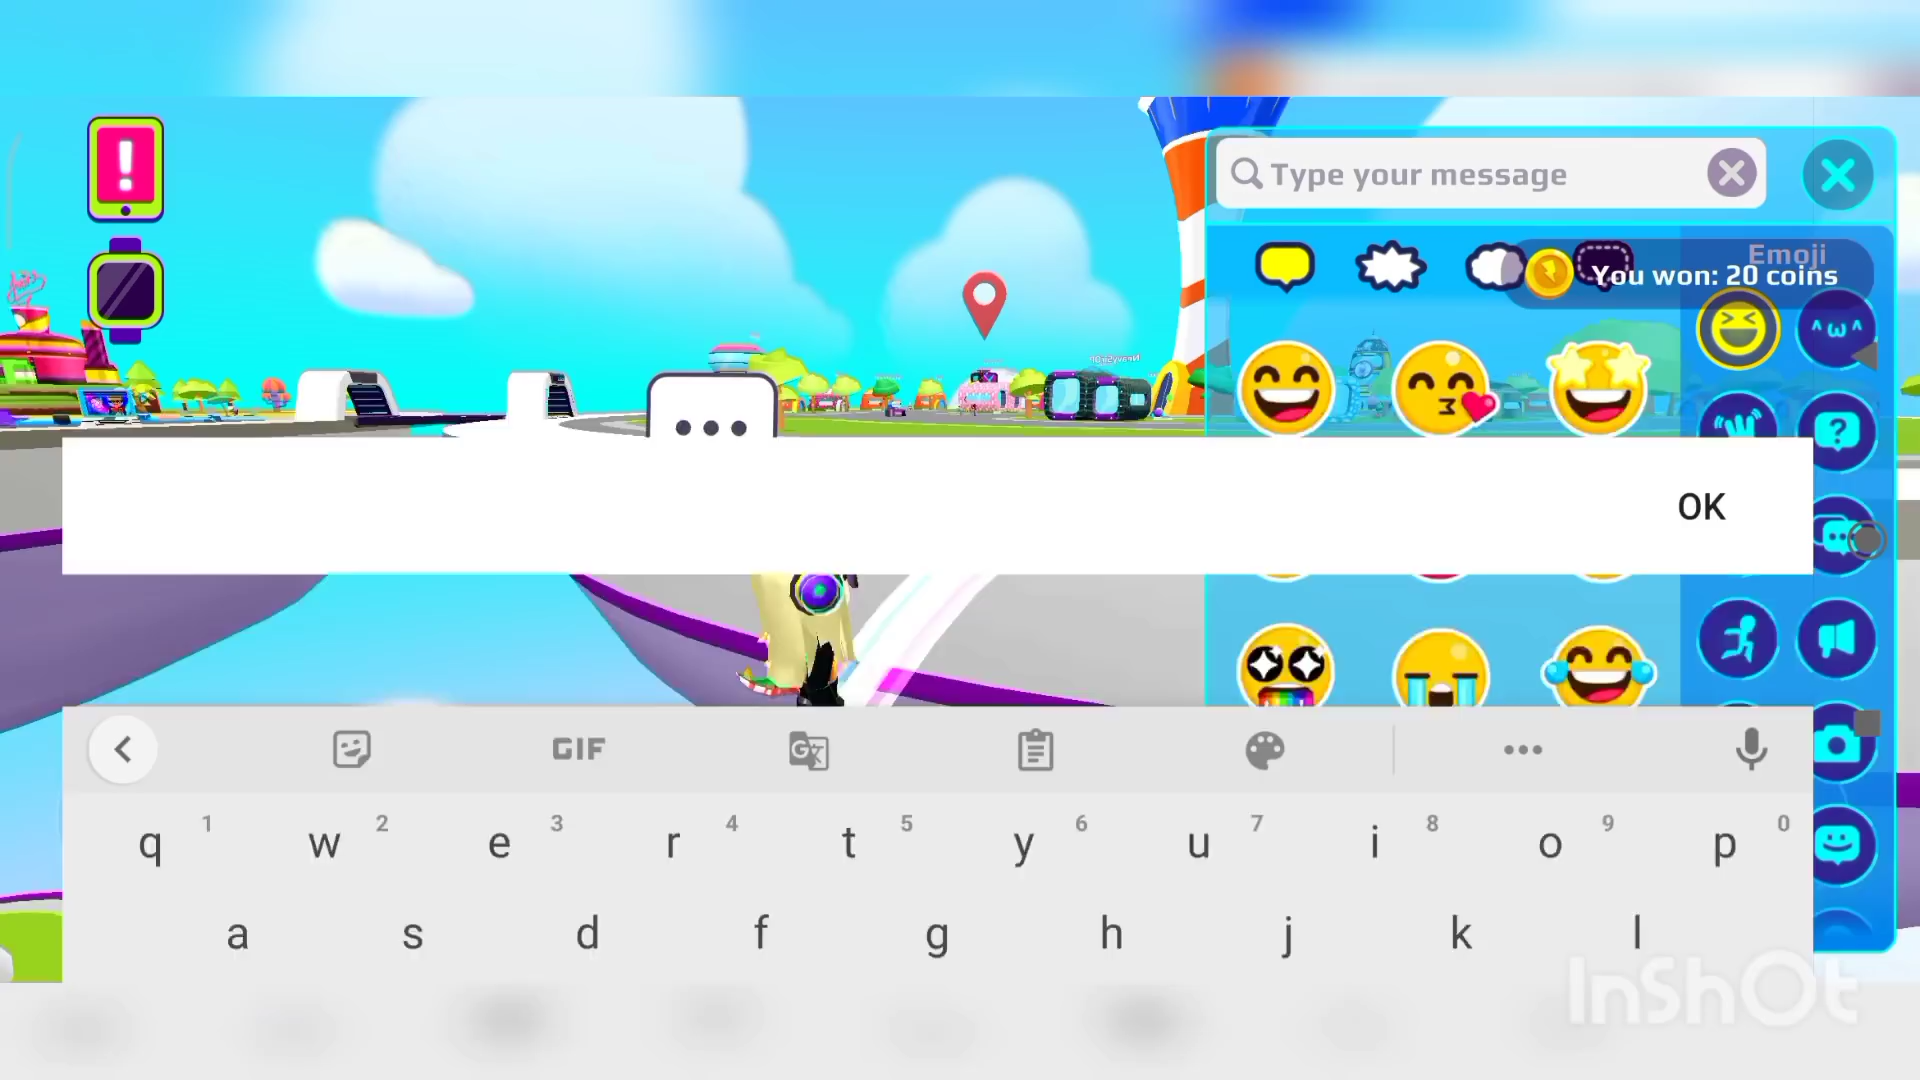 Type your message
Emoji
You won: 20 coins
OK
GIF
q 1 w 2 e 3 r 4 t 5 y 6 u 7 i 8 o 9 p 0
a s d f g h j k l
InShOt